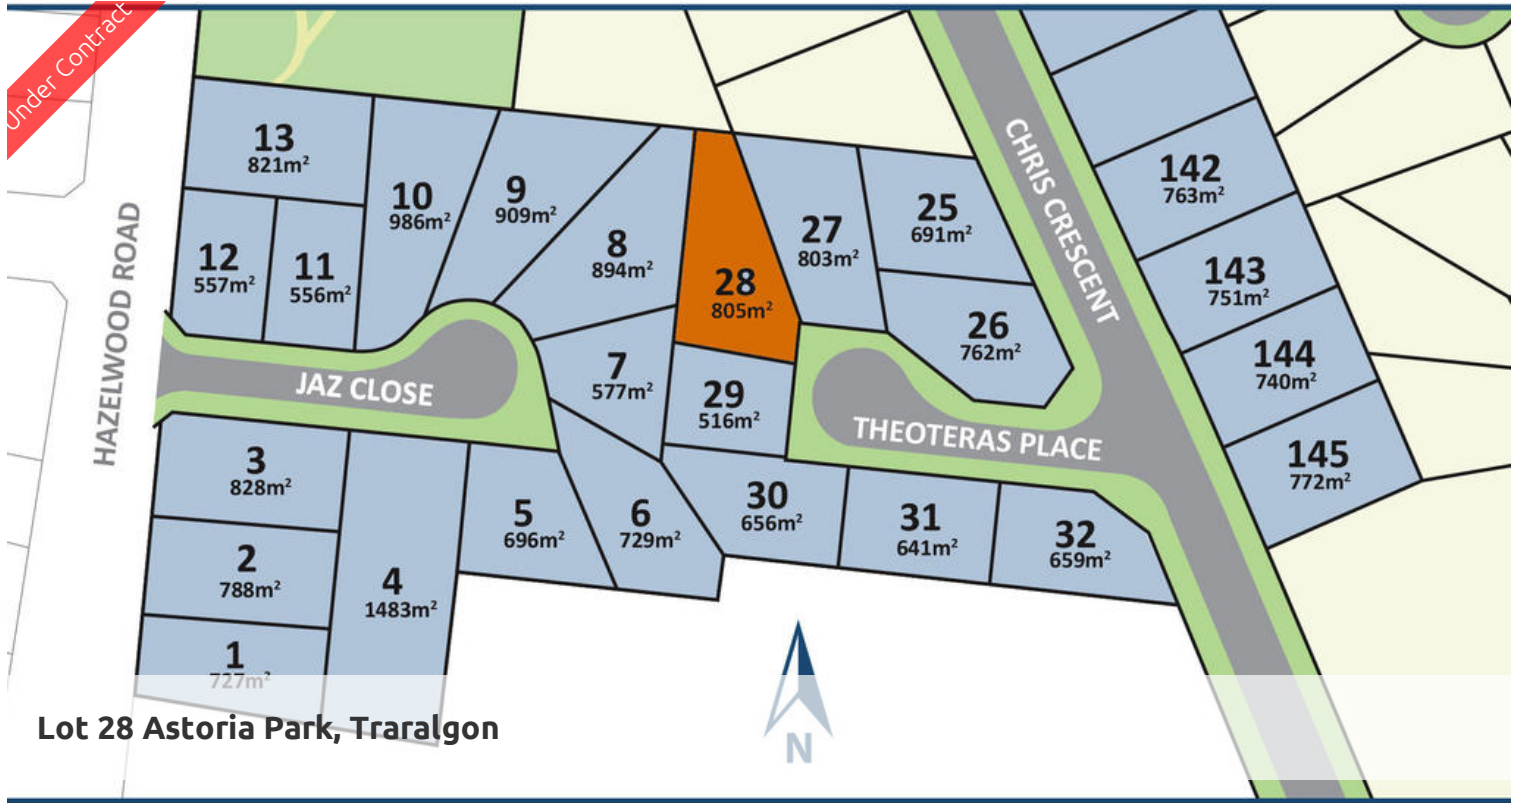 Under Contract
HAZELWOOD ROAD
13
821m²
12
557m²
11
556m²
10
986m²
9
909m²
8
894m²
28
805m²
27
803m²
25
691m²
26
762m²
CHRIS CRESCENT
142
763m²
143
751m²
144
740m²
145
772m²
JAZ CLOSE
7
577m²
29
516m²
THEOTERAS PLACE
3
828m²
2
788m²
1
727m²
4
1483m²
5
696m²
6
729m²
30
656m²
31
641m²
32
659m²
N
Lot 28 Astoria Park, Traralgon